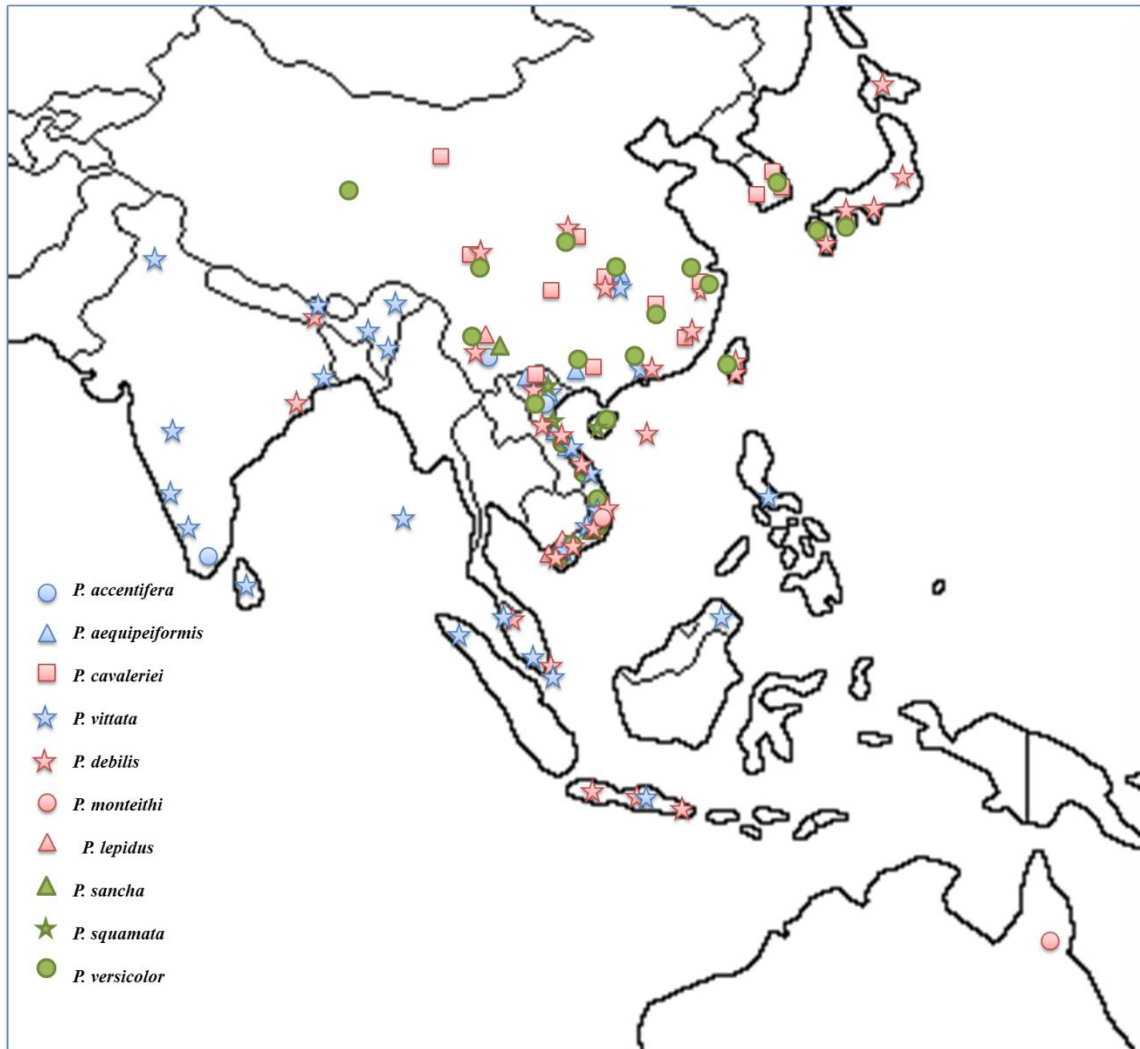 P. accentifera
P. aequipeiformis
P. cavaleriei
P. vittata
P. debilis
P. monteithi
P. lepidus
P. sancha
P. squamata
P. versicolor